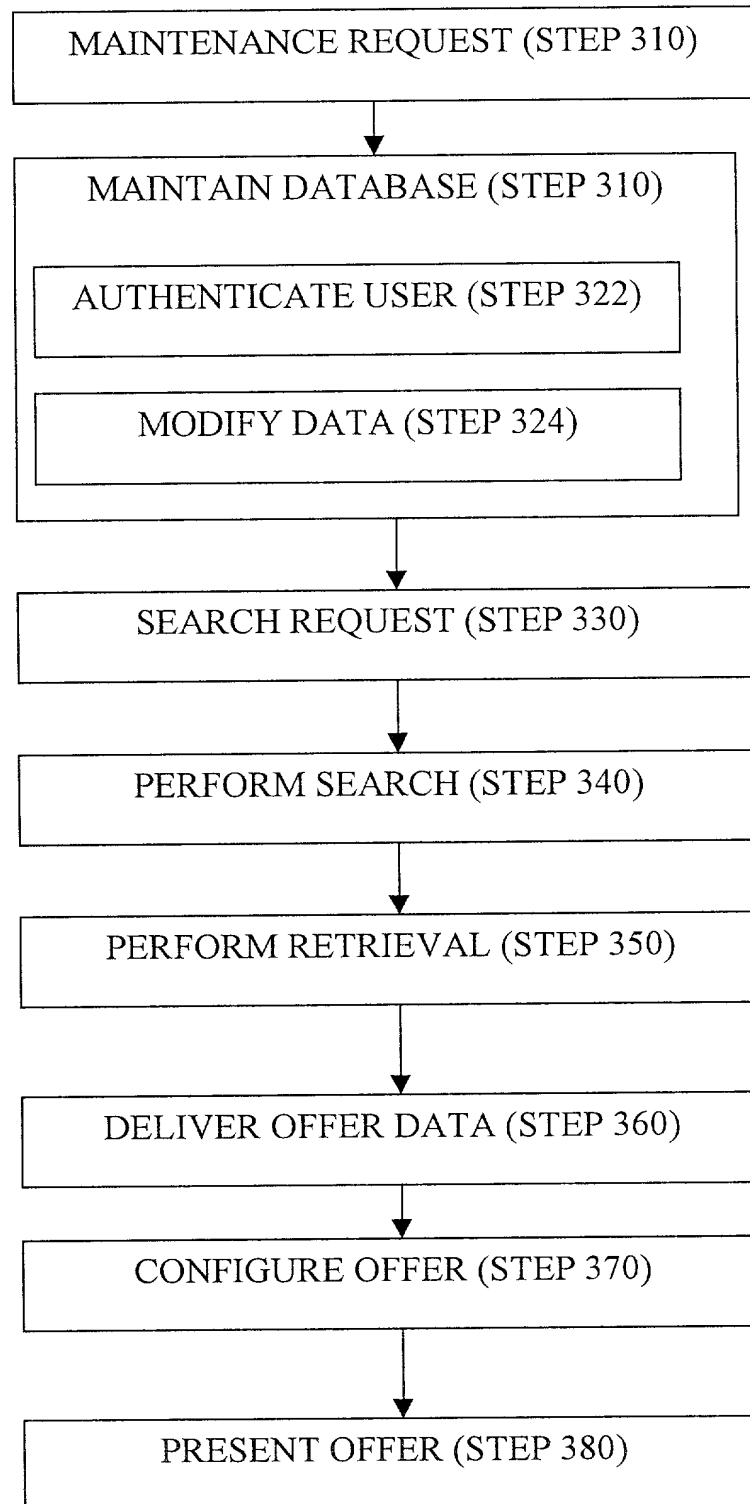 MAINTENANCE REQUEST (STEP 310)
MAINTAIN DATABASE (STEP 310)
AUTHENTICATE USER (STEP 322)
MODIFY DATA (STEP 324)
SEARCH REQUEST (STEP 330)
PERFORM SEARCH (STEP 340)
PERFORM RETRIEVAL (STEP 350)
DELIVER OFFER DATA (STEP 360)
CONFIGURE OFFER (STEP 370)
PRESENT OFFER (STEP 380)